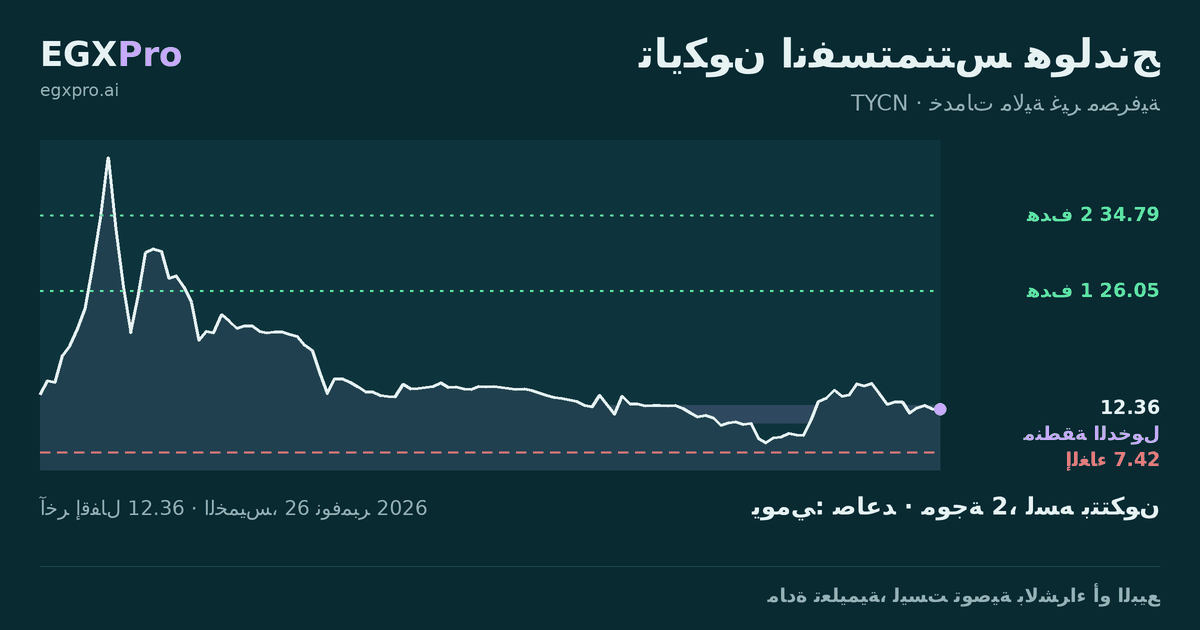 EGXPro
egxpro.ai
تايكون انفستمنتس هولدنج
TYCN · خدمات مالية غير مصرفية
هدف 2 34.79
هدف 1 26.05
12.36
منطقة الدخول
إلغاء 7.42
آخر إقفال 12.36 · الخميس، 26 نوفمبر 2026
يومي: صاعد · موجة 2، لسه بتتكون
مادة تعليمية، ليست توصية بالشراء أو البيع